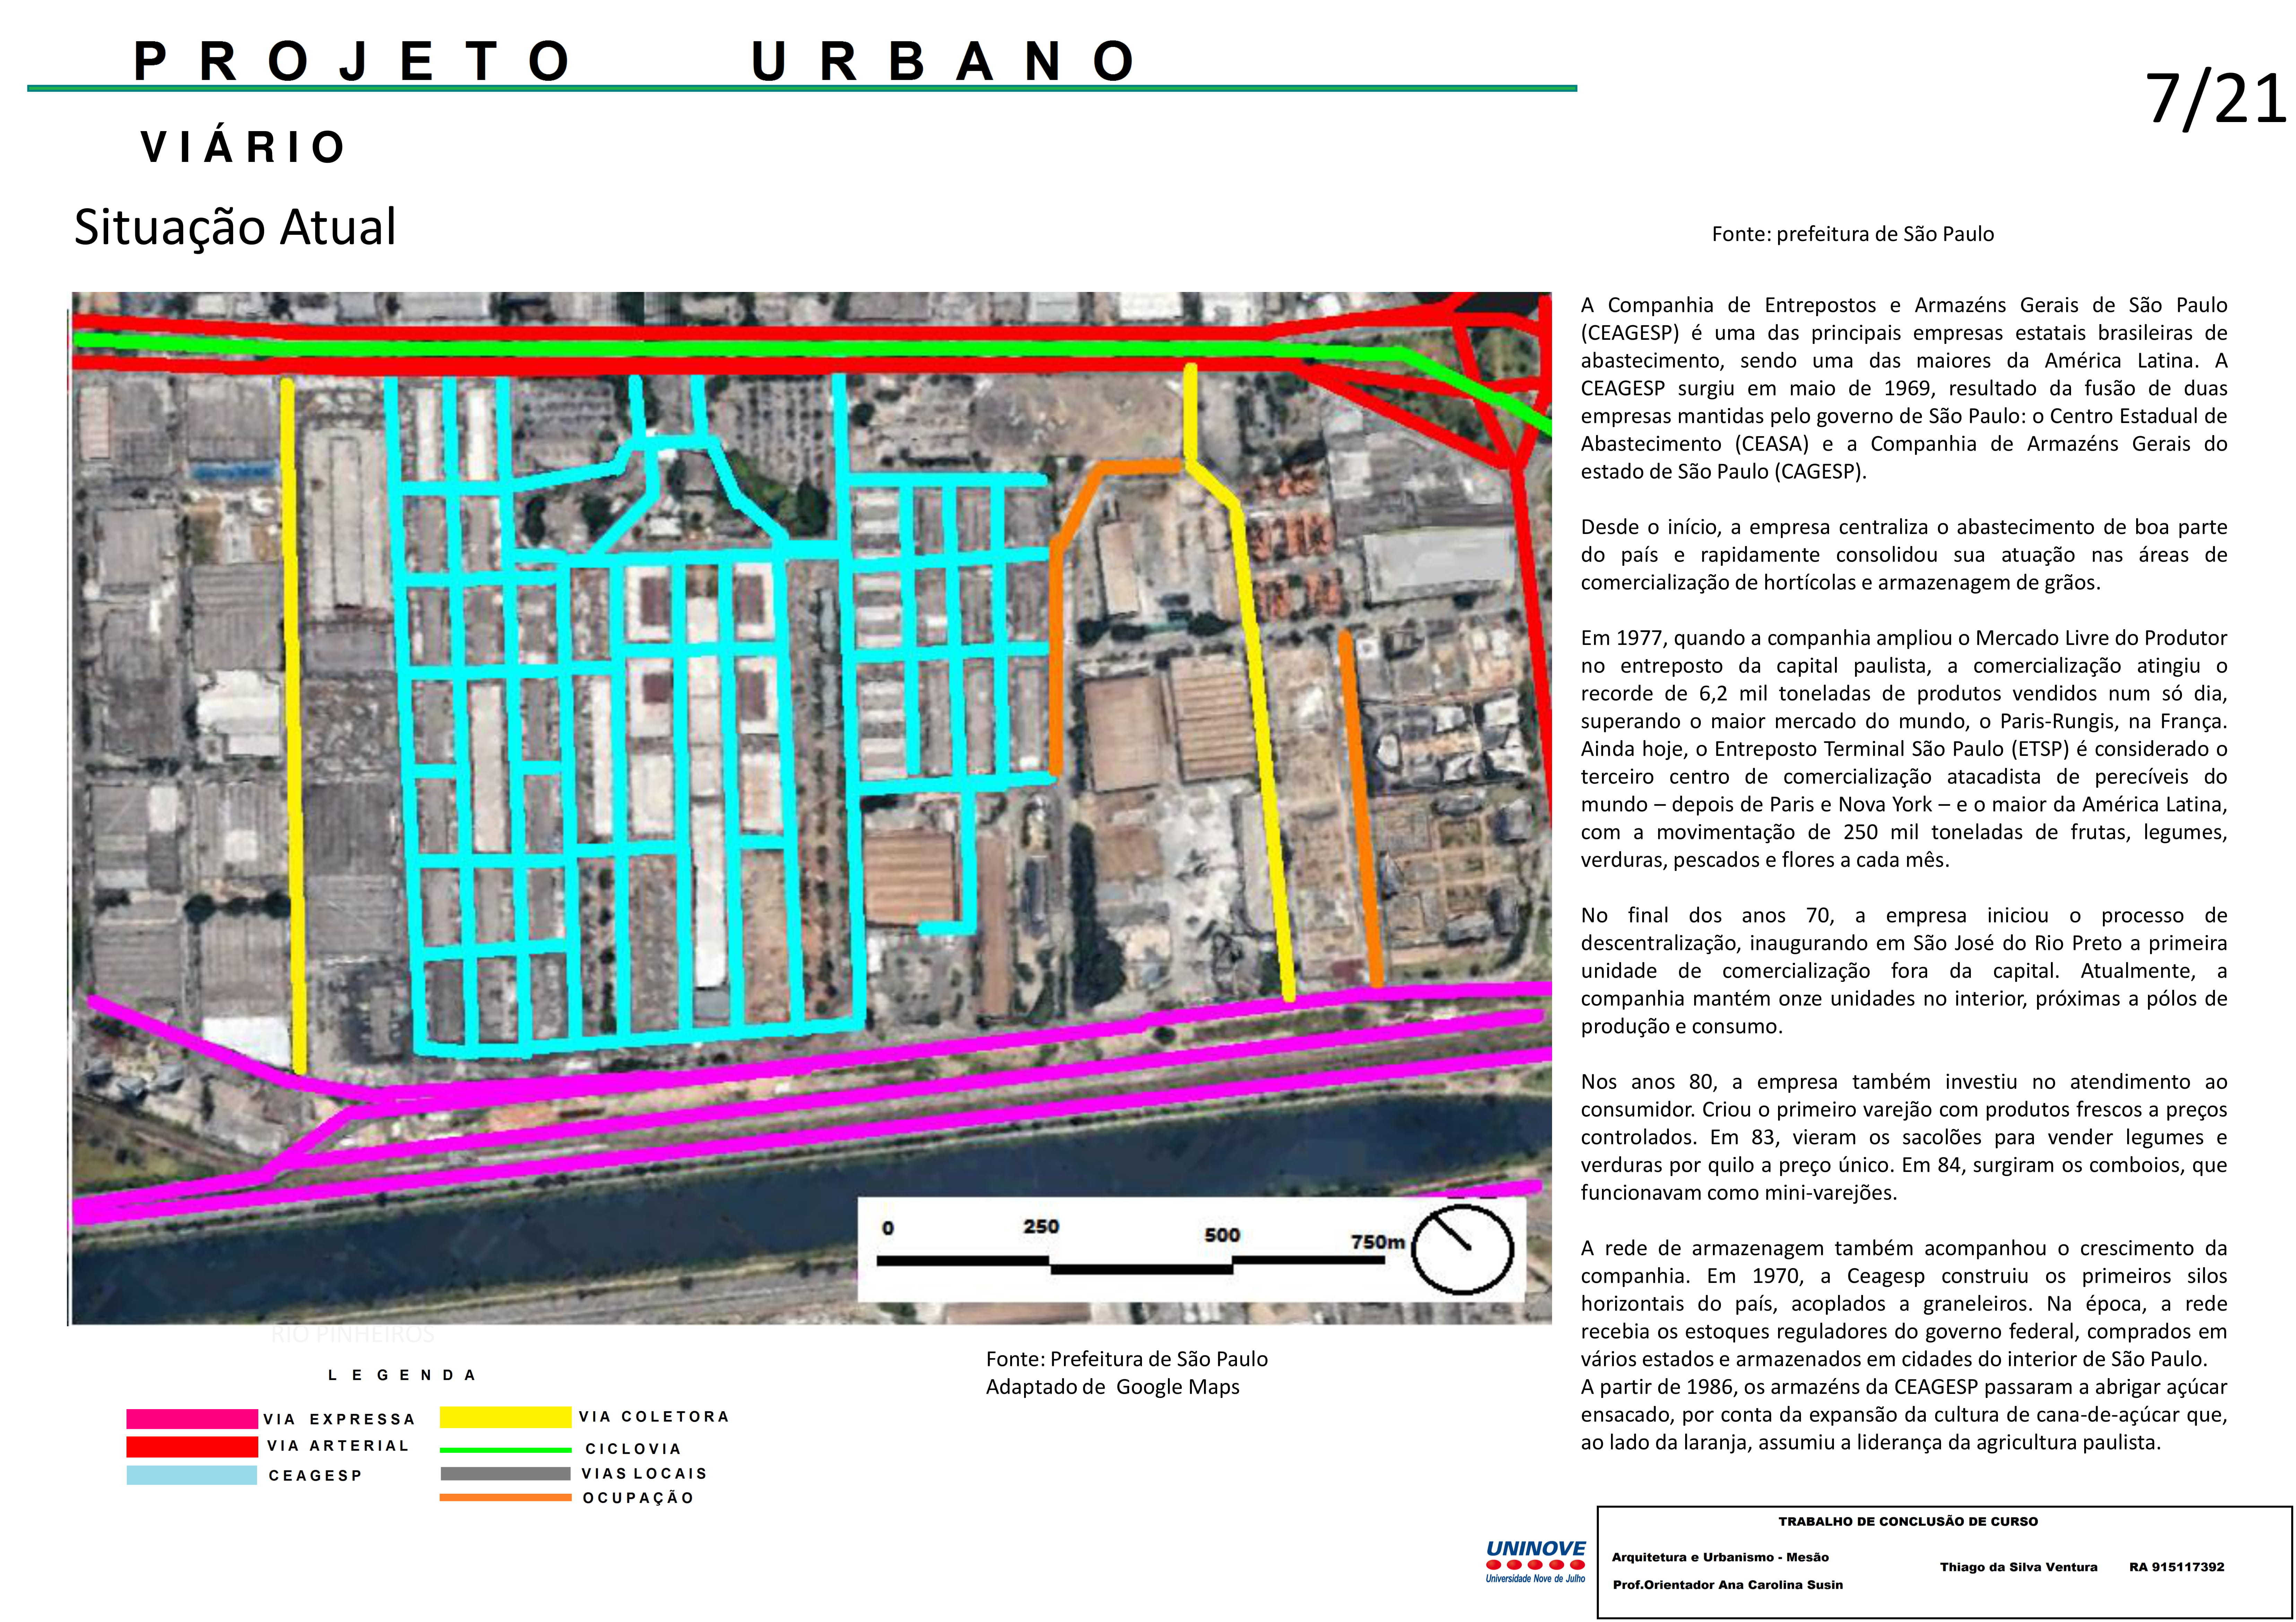 PROJETO URBANO
7/21
VIÁRIO
Situação Atual
Fonte: prefeitura de São Paulo
A Companhia de Entrepostos e Armazéns Gerais de São Paulo
(CEAGESP) é uma das principais empresas estatais brasileiras de
abastecimento, sendo uma das maiores da América Latina. A
CEAGESP surgiu em maio de 1969, resultado da fusão de duas
empresas mantidas pelo governo de São Paulo: o Centro Estadual de
Abastecimento (CEASA) e a Companhia de Armazéns Gerais do
estado de São Paulo (CAGESP).
Desde o início, a empresa centraliza o abastecimento de boa parte
do país e rapidamente consolidou sua atuação nas áreas de
comercialização de hortícolas e armazenagem de grãos.
Em 1977, quando a companhia ampliou o Mercado Livre do Produtor
no entreposto da capital paulista, a comercialização atingiu o
recorde de 6,2 mil toneladas de produtos vendidos num só dia,
superando o maior mercado do mundo, o Paris-Rungis, na França.
Ainda hoje, o Entreposto Terminal São Paulo (ETSP) é considerado o
terceiro centro de comercialização atacadista de perecíveis do
mundo – depois de Paris e Nova York – e o maior da América Latina,
com a movimentação de 250 mil toneladas de frutas, legumes,
verduras, pescados e flores a cada mês.
No final dos anos 70, a empresa iniciou o processo de
descentralização, inaugurando em São José do Rio Preto a primeira
unidade de comercialização fora da capital. Atualmente, a
companhia mantém onze unidades no interior, próximas a pólos de
produção e consumo.
Nos anos 80, a empresa também investiu no atendimento ao
consumidor. Criou o primeiro varejão com produtos frescos a preços
controlados. Em 83, vieram os sacolões para vender legumes e
verduras por quilo a preço único. Em 84, surgiram os comboios, que
funcionavam como mini-varejões.
A rede de armazenagem também acompanhou o crescimento da
companhia. Em 1970, a Ceagesp construiu os primeiros silos
horizontais do país, acoplados a graneleiros. Na época, a rede
recebia os estoques reguladores do governo federal, comprados em
vários estados e armazenados em cidades do interior de São Paulo.
A partir de 1986, os armazéns da CEAGESP passaram a abrigar açúcar
ensacado, por conta da expansão da cultura de cana-de-açúcar que,
ao lado da laranja, assumiu a liderança da agricultura paulista.
0 250 500 750m
RIO PINHEIROS
Fonte: Prefeitura de São Paulo
Adaptado de Google Maps
LEGENDA
VIA EXPRESSA
VIA ARTERIAL
CEAGESP
VIA COLETORA
CICLOVIA
VIAS LOCAIS
OCUPAÇÃO
UNINOVE
Universidade Nove de Julho
TRABALHO DE CONCLUSÃO DE CURSO
Arquitetura e Urbanismo - Mesão
Prof.Orientador Ana Carolina Susin
Thiago da Silva Ventura RA 915117392